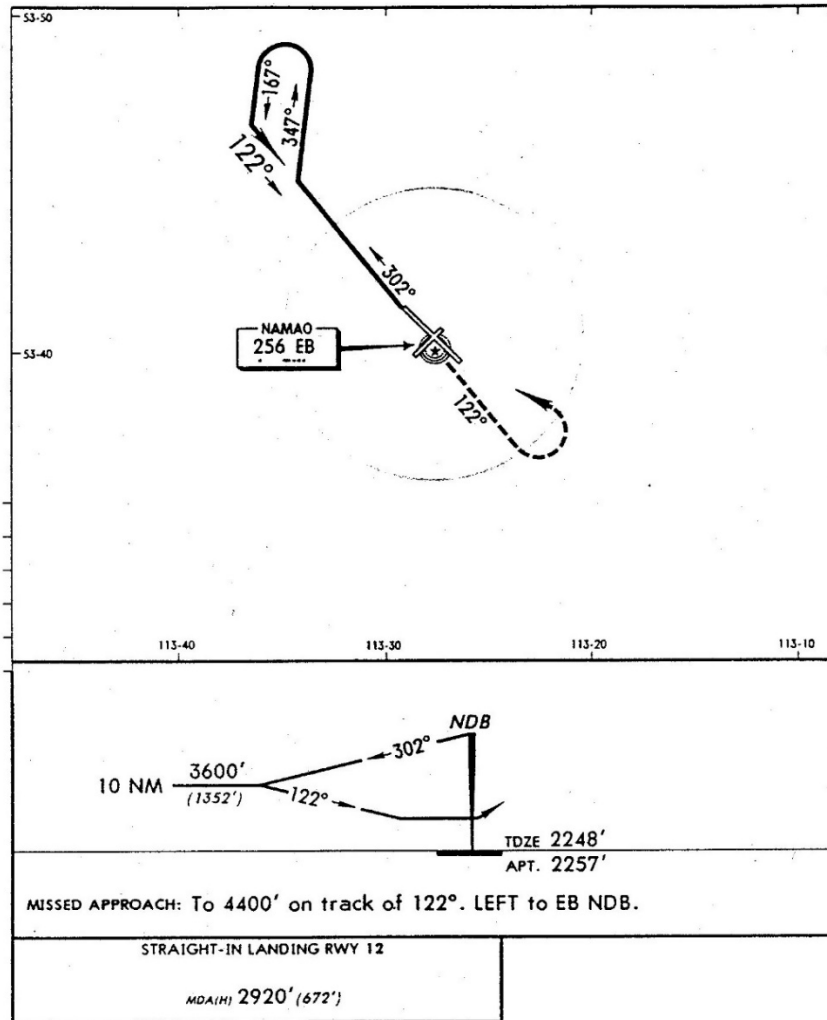 53-50
167°
347°
122°
302°
NAMAO
256 EB
53-40
122°
113-40 113-30 113-20 113-10
NDB
302°
3600'
10 NM
(1352')
122°
TDZE 2248'
APT. 2257'
MISSED APPROACH: To 4400' on track of 122°. LEFT to EB NDB.
STRAIGHT-IN LANDING RWY 12
MDA(H) 2920' (672')